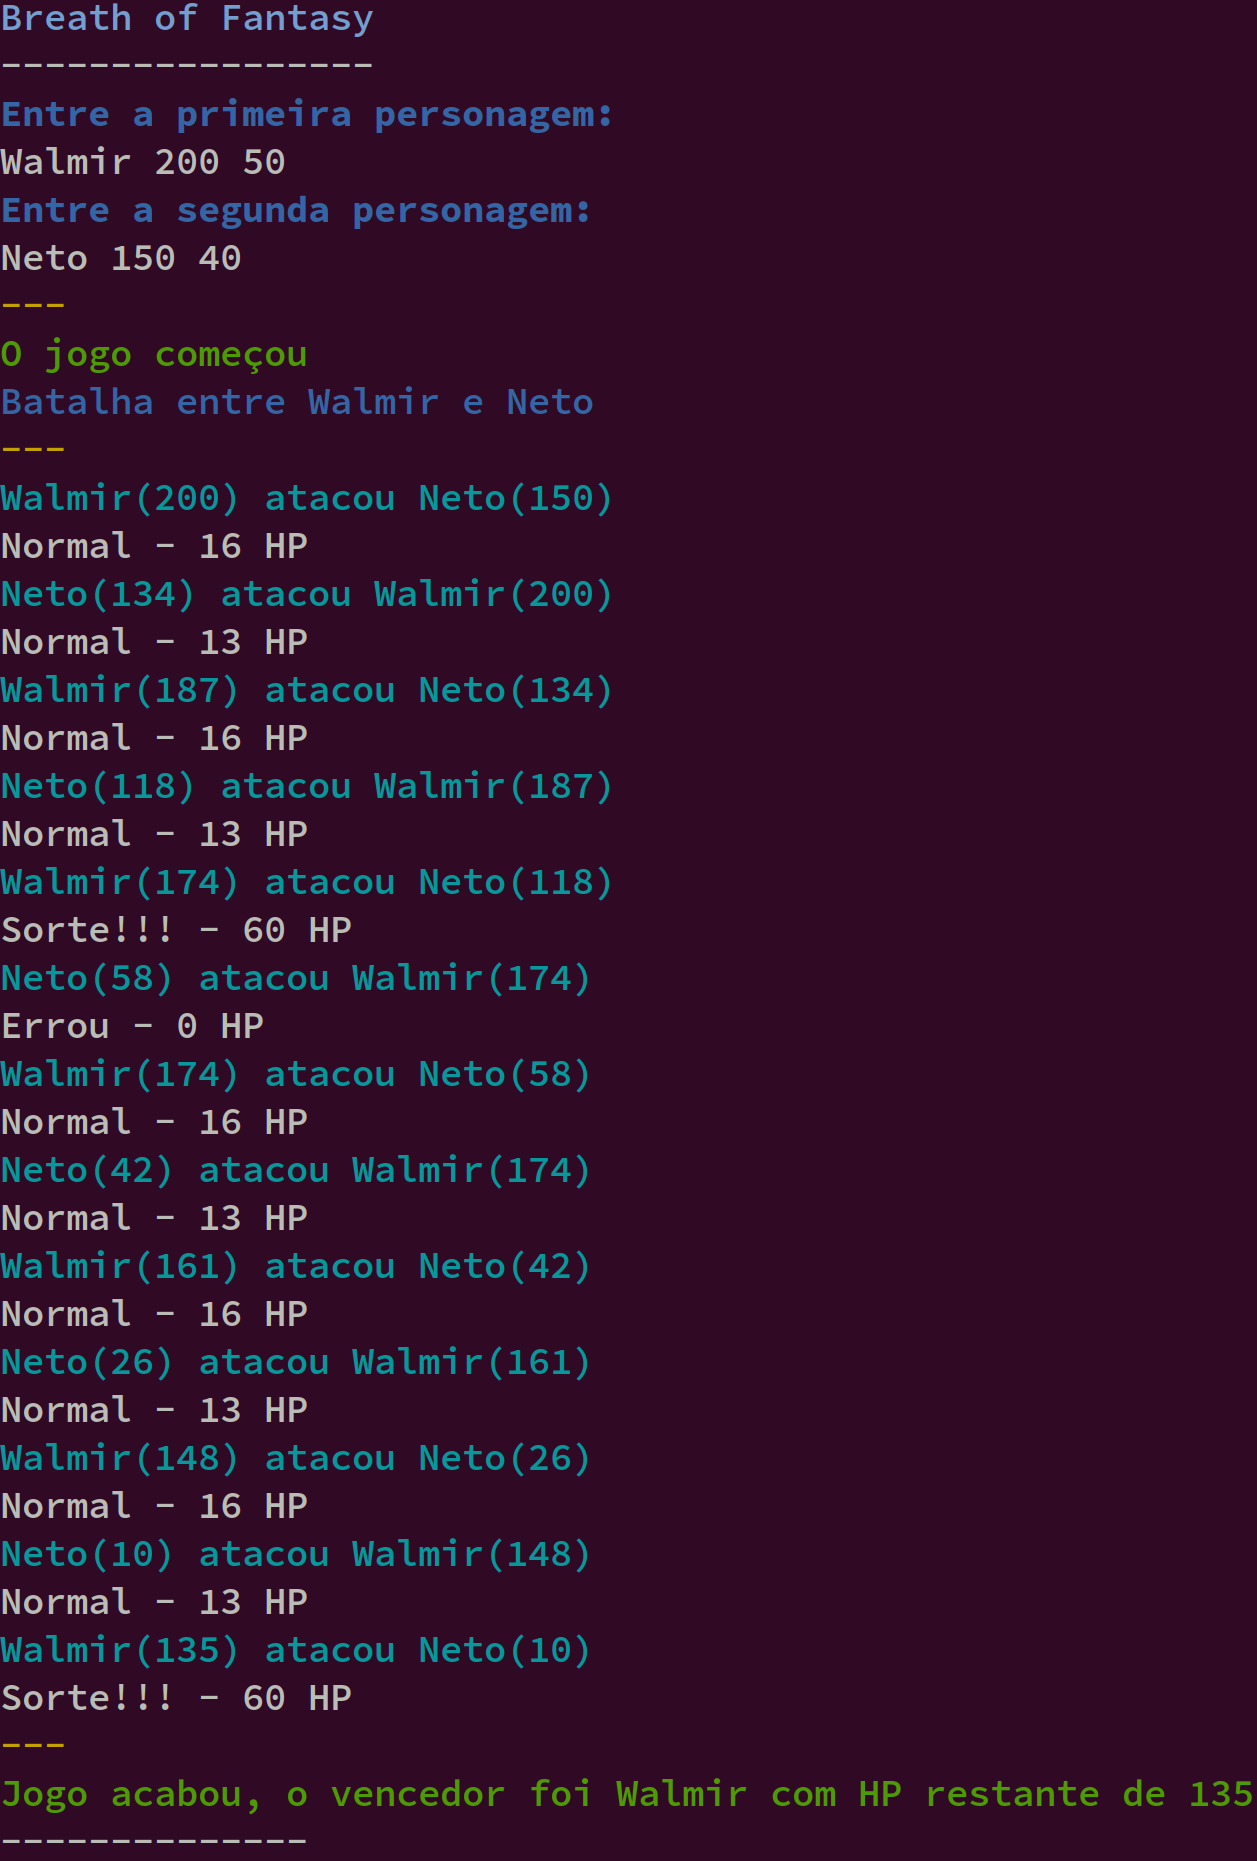 Breath of Fantasy
-----------------
Entre a primeira personagem:
Walmir 200 50
Entre a segunda personagem:
Neto 150 40
---
O jogo começou
Batalha entre Walmir e Neto
---
Walmir(200) atacou Neto(150)
Normal - 16 HP
Neto(134) atacou Walmir(200)
Normal - 13 HP
Walmir(187) atacou Neto(134)
Normal - 16 HP
Neto(118) atacou Walmir(187)
Normal - 13 HP
Walmir(174) atacou Neto(118)
Sorte!!! - 60 HP
Neto(58) atacou Walmir(174)
Errou - 0 HP
Walmir(174) atacou Neto(58)
Normal - 16 HP
Neto(42) atacou Walmir(174)
Normal - 13 HP
Walmir(161) atacou Neto(42)
Normal - 16 HP
Neto(26) atacou Walmir(161)
Normal - 13 HP
Walmir(148) atacou Neto(26)
Normal - 16 HP
Neto(10) atacou Walmir(148)
Normal - 13 HP
Walmir(135) atacou Neto(10)
Sorte!!! - 60 HP
---
Jogo acabou, o vencedor foi Walmir com HP restante de 135
--------------